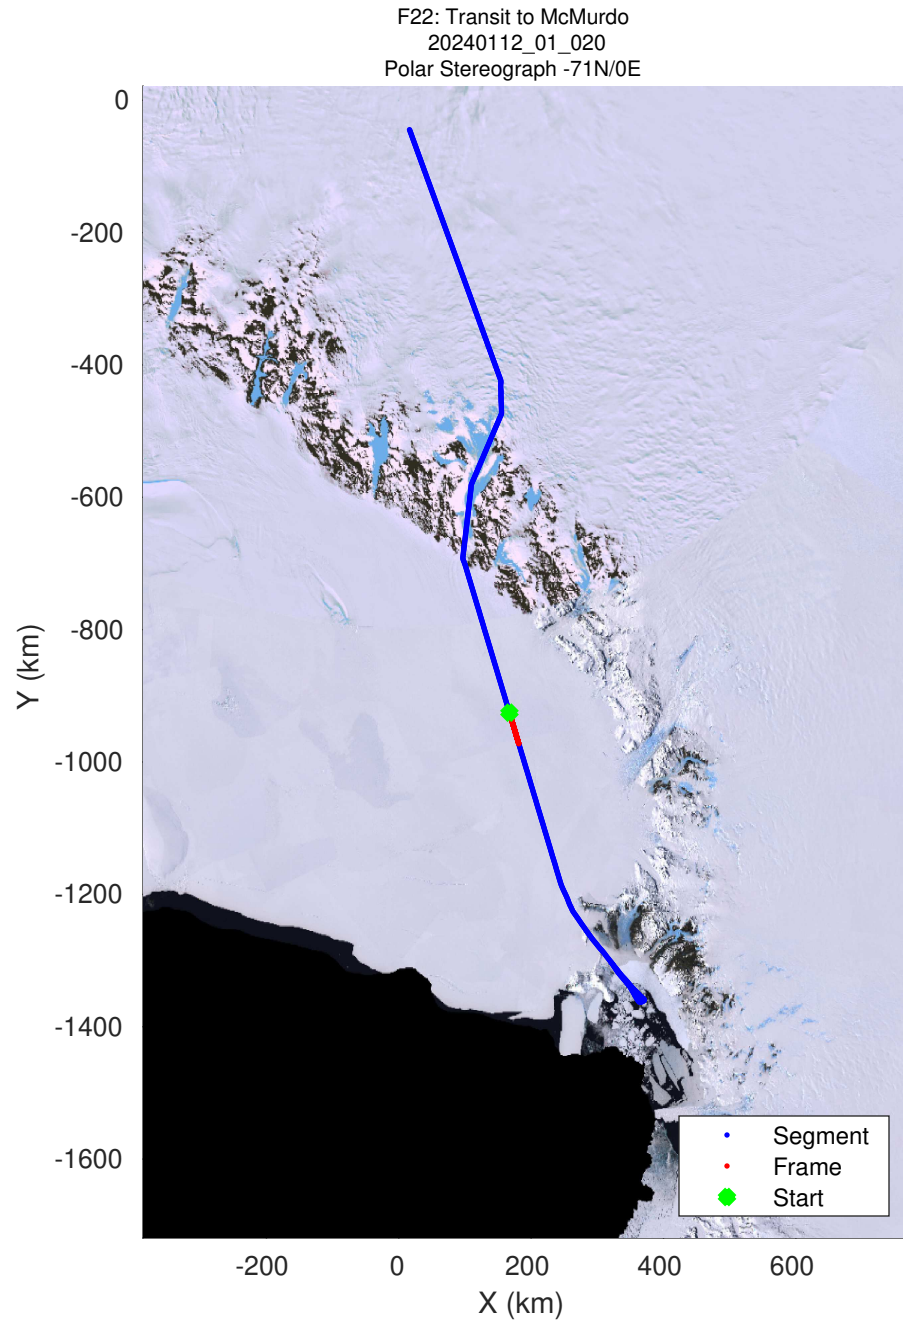 F22: Transit to McMurdo
20240112_01_020
Polar Stereograph -71N/0E
0
-200
-400
-600
-800
-1000
-1200
-1400
-1600
Y (km)
-200
0
200
400
600
X (km)
Segment
Frame
Start